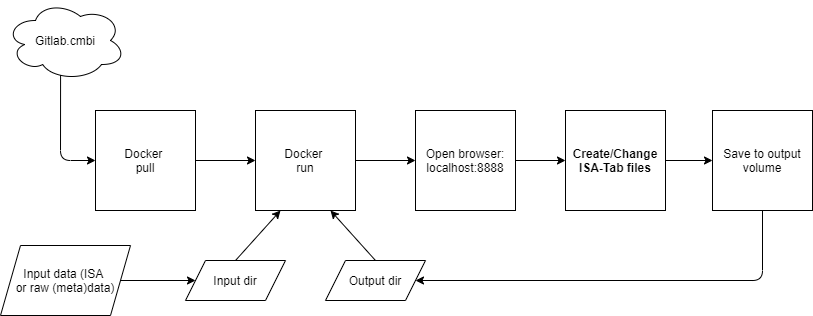 Gitlab.cmbi
Docker
pull
Docker
run
Open browser:
localhost:8888
Create/Change
ISA-Tab files
Save to output
volume
Input data (ISA
or raw (meta)data)
Input dir
Output dir